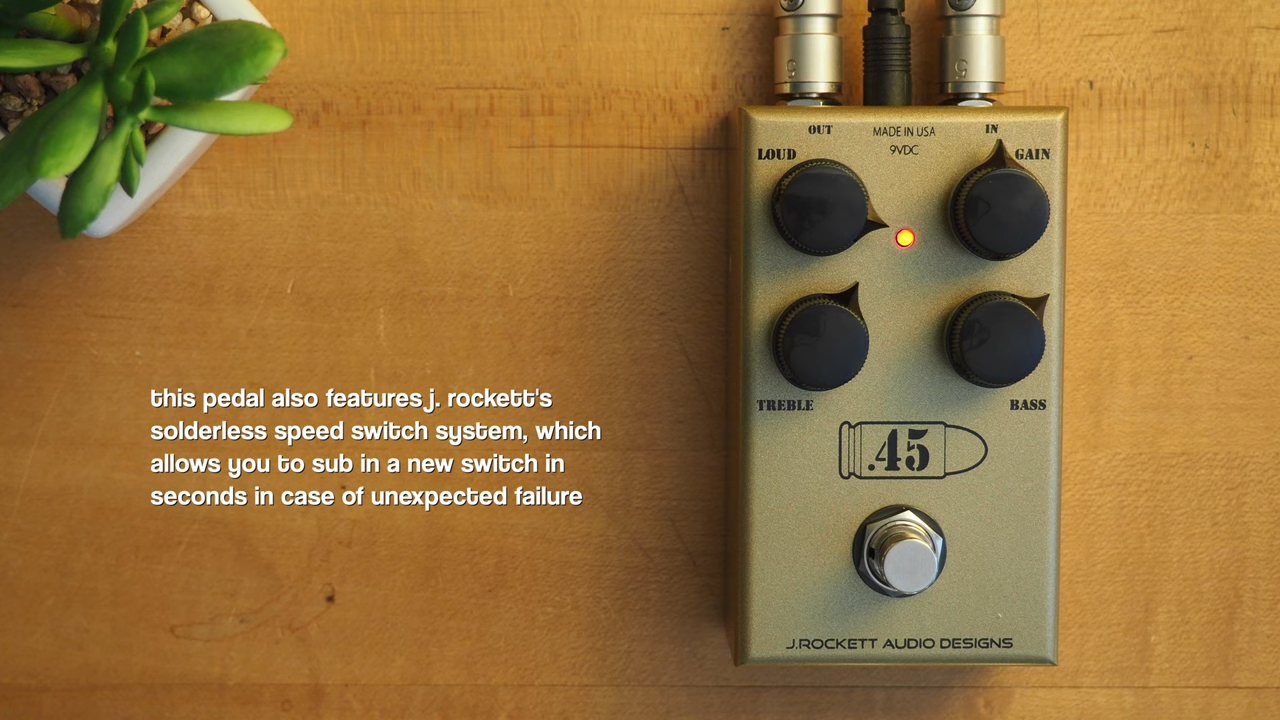 OUT
MADE IN USA
IN
LOUD
9VDC
GAIN
TREBLE
BASS
.45
this pedal also features j. rockett's
solderless speed switch system, which
allows you to sub in a new switch in
seconds in case of unexpected failure
J.ROCKETT AUDIO DESIGNS